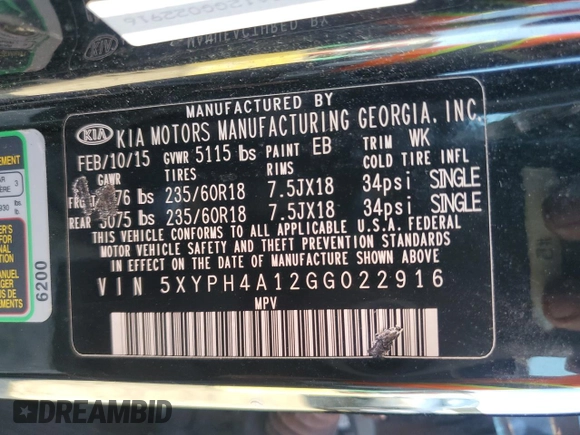 MANUFACTURED BY
KIA KIA MOTORS MANUFACTURING GEORGIA, INC.
FEB/10/15 GVWR 5115 lbs PAINT EB TRIM WK
GAWR TIRES RIMS COLD TIRE INFL
76 lbs 235/60R18 7.5JX18 34psi SINGLE
REAR 3075 lbs 235/60R18 7.5JX18 34psi SINGLE
THIS VEHICLE CONFORMS TO ALL APPLICABLE U.S.A. FEDERAL
MOTOR VEHICLE SAFETY AND THEFT PREVENTION STANDARDS
IN EFFECT ON THE DATE OF MANUFACTURE SHOWN ABOVE
VIN 5XYPH4A12GG022916
MPV
6200
DREAMBID